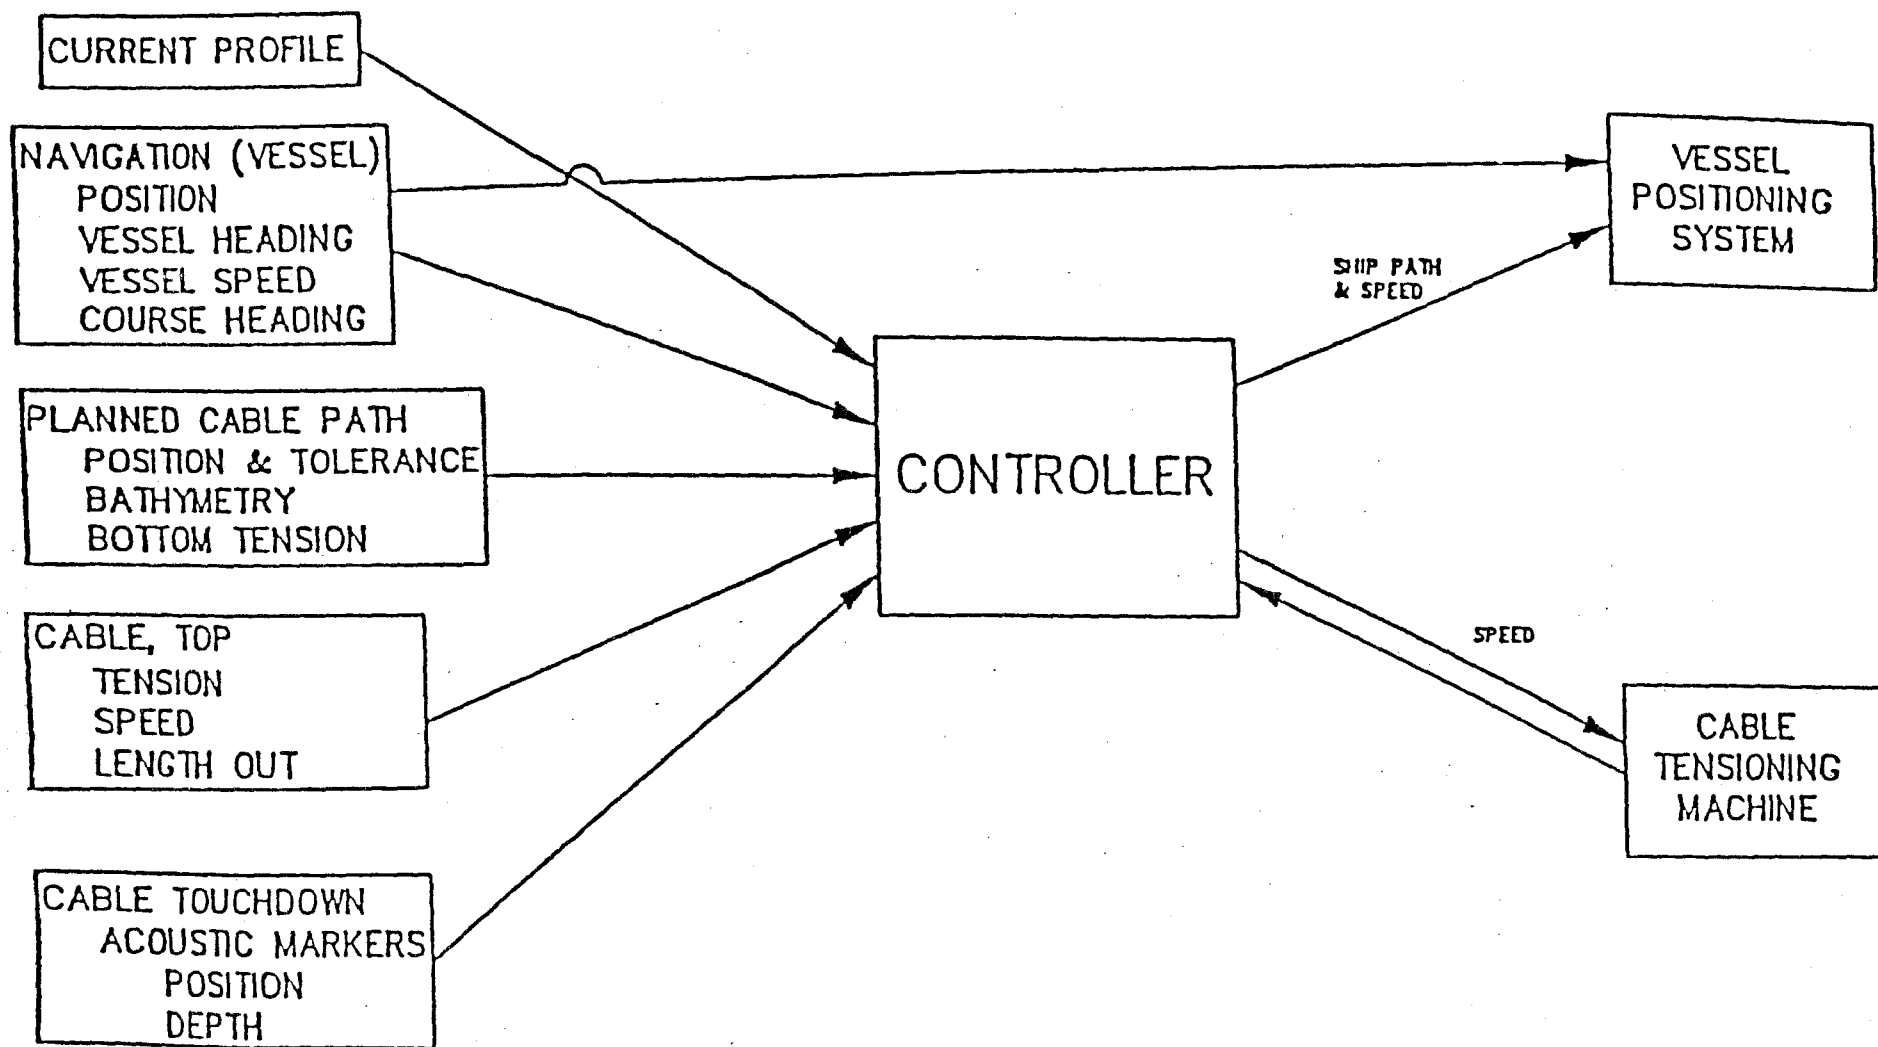 CURRENT PROFILE
NAVIGATION (VESSEL)
POSITION
VESSEL HEADING
VESSEL SPEED
COURSE HEADING
PLANNED CABLE PATH
POSITION & TOLERANCE
BATHYMETRY
BOTTOM TENSION
CABLE, TOP
TENSION
SPEED
LENGTH OUT
CABLE TOUCHDOWN
ACOUSTIC MARKERS
POSITION
DEPTH
CONTROLLER
SHIP PATH
& SPEED
SPEED
VESSEL
POSITIONING
SYSTEM
CABLE
TENSIONING
MACHINE